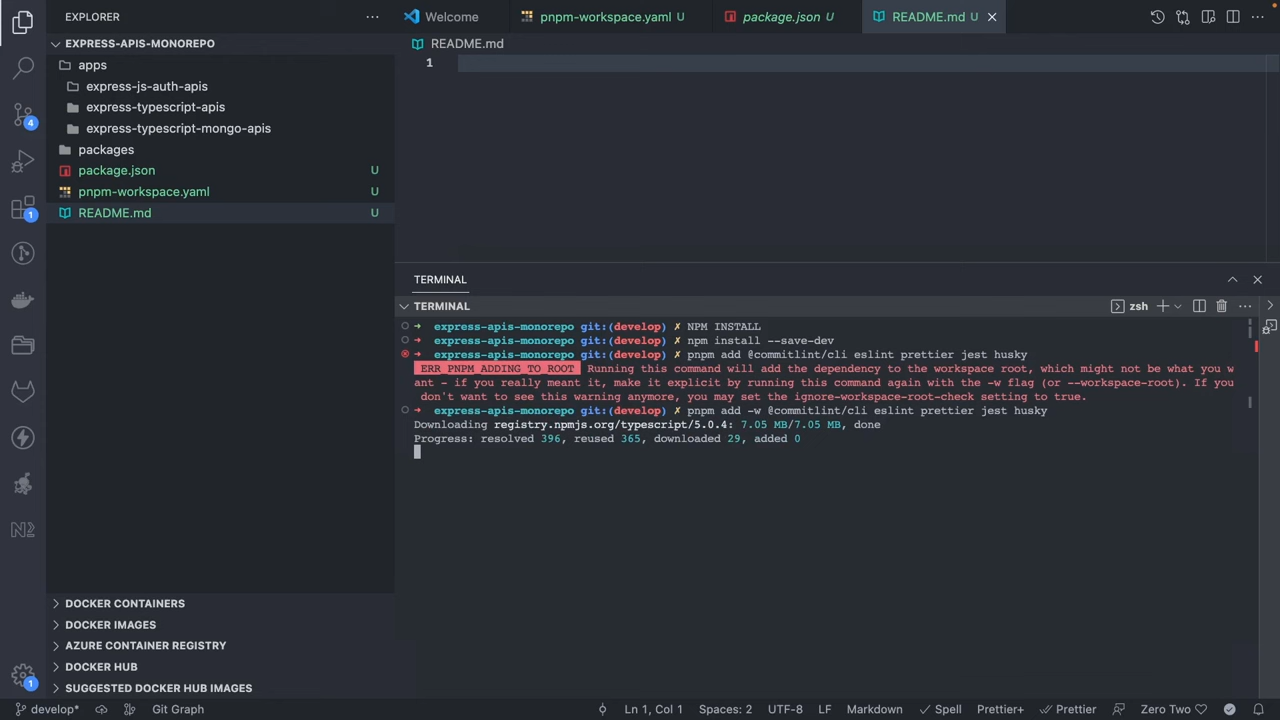 EXPLORER
EXPRESS-APIS-MONOREPO
apps
express-js-auth-apis
express-typescript-apis
express-typescript-mongo-apis
packages
package.json U
pnpm-workspace.yaml U
README.md U
4
1
N2
1
DOCKER CONTAINERS
DOCKER IMAGES
AZURE CONTAINER REGISTRY
DOCKER HUB
SUGGESTED DOCKER HUB IMAGES
Welcome pnpm-workspace.yaml U package.json U README.md U
README.md
1
TERMINAL
TERMINAL zsh
➜ express-apis-monorepo git:(develop) ✗ NPM INSTALL
➜ express-apis-monorepo git:(develop) ✗ npm install --save-dev
➜ express-apis-monorepo git:(develop) ✗ pnpm add @commitlint/cli eslint prettier jest husky
ERR_PNPM_ADDING_TO_ROOT Running this command will add the dependency to the workspace root, which might not be what you w
ant - if you really meant it, make it explicit by running this command again with the -w flag (or --workspace-root). If you
don't want to see this warning anymore, you may set the ignore-workspace-root-check setting to true.
➜ express-apis-monorepo git:(develop) ✗ pnpm add -w @commitlint/cli eslint prettier jest husky
Downloading registry.npmjs.org/typescript/5.0.4: 7.05 MB/7.05 MB, done
Progress: resolved 396, reused 365, downloaded 29, added 0
develop* Git Graph Ln 1, Col 1 Spaces: 2 UTF-8 LF Markdown Spell Prettier+ Prettier Zero Two